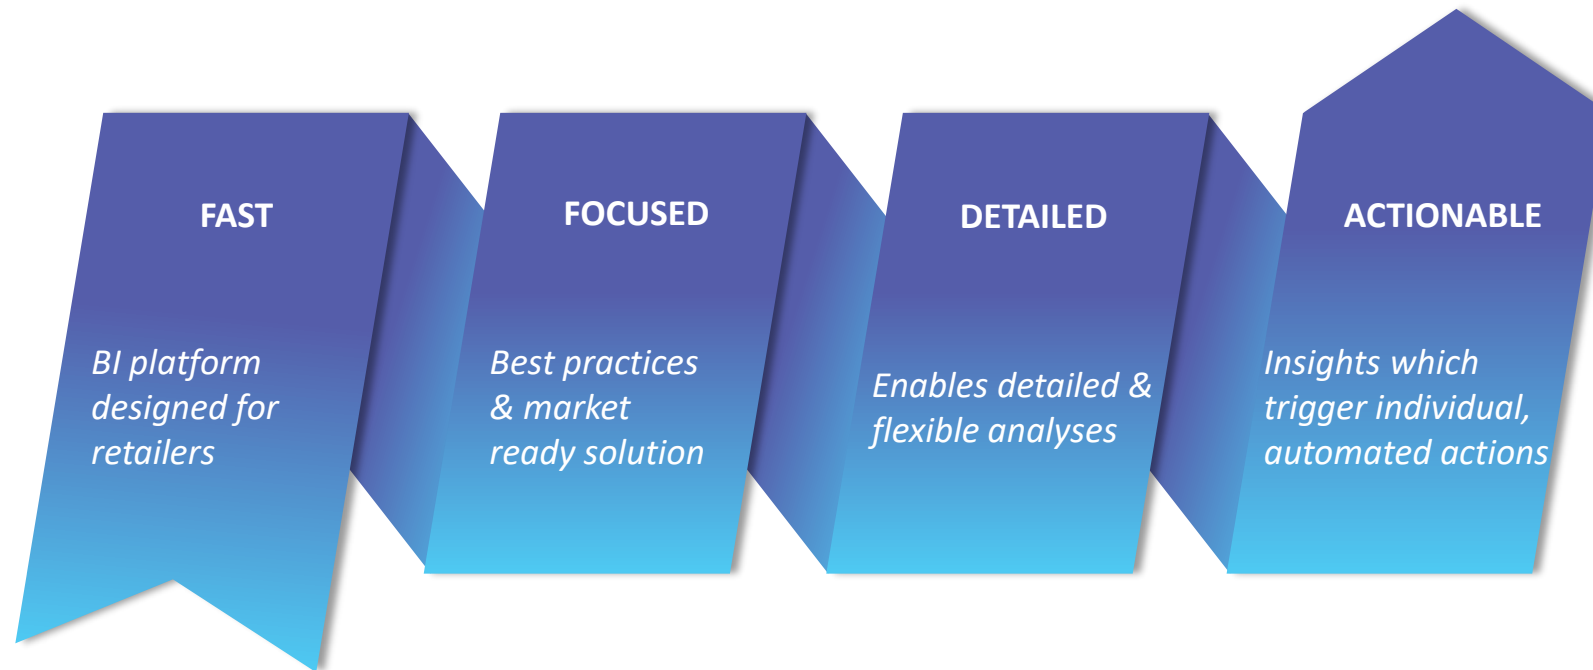 FAST
BI platform
designed for
retailers
FOCUSED
Best practices
& market
ready solution
DETAILED
Enables detailed &
flexible analyses
ACTIONABLE
Insights which
trigger individual,
automated actions